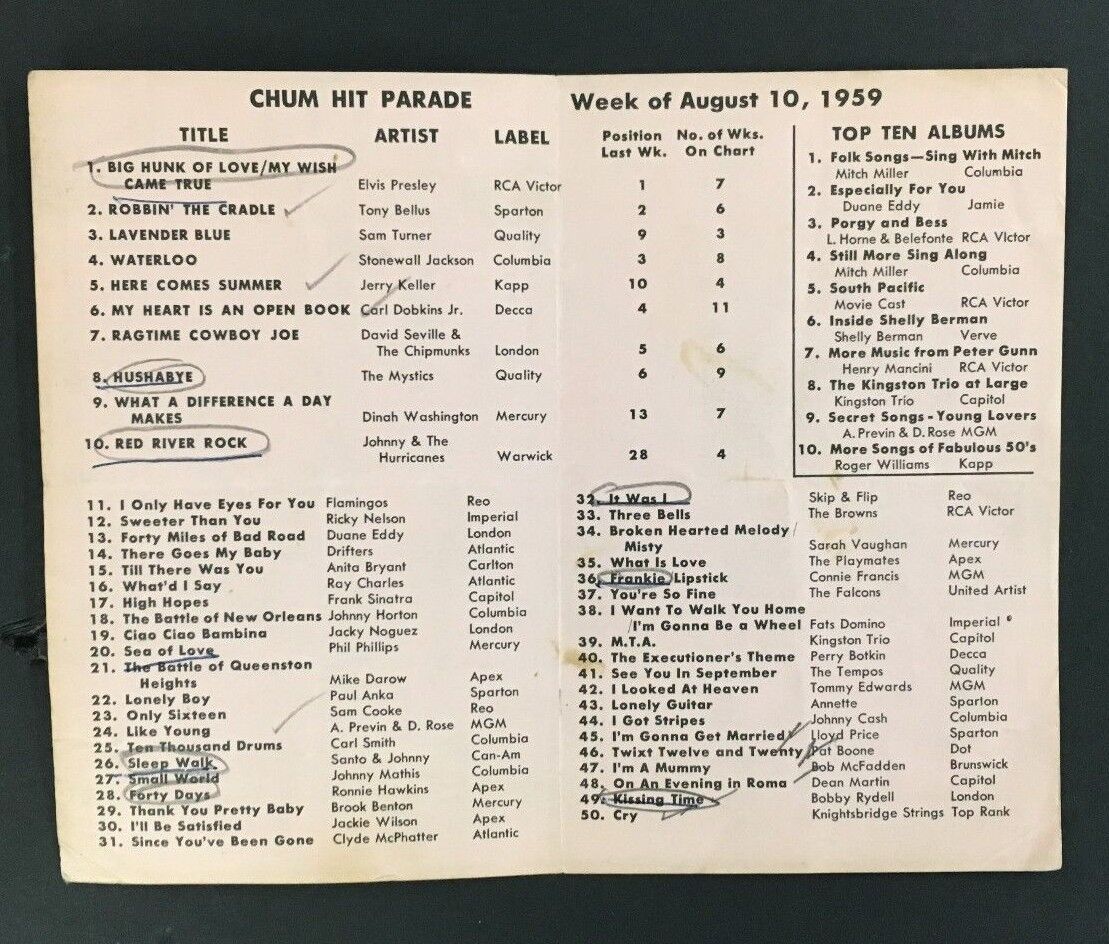 CHUM HIT PARADE
TITLE ARTIST LABEL
1. BIG HUNK OF LOVE/MY WISH
CAME TRUE Elvis Presley RCA Victor
2. ROBBIN' THE CRADLE Tony Bellus Sparton
3. LAVENDER BLUE Sam Turner Quality
4. WATERLOO Stonewall Jackson Columbia
5. HERE COMES SUMMER Jerry Keller Kapp
6. MY HEART IS AN OPEN BOOK Carl Dobkins Jr. Decca
7. RAGTIME COWBOY JOE David Seville &
The Chipmunks London
8. HUSHABYE The Mystics Quality
9. WHAT A DIFFERENCE A DAY
MAKES Dinah Washington Mercury
10. RED RIVER ROCK Johnny & The
Hurricanes Warwick
11. I Only Have Eyes For You Flamingos Reo
12. Sweeter Than You Ricky Nelson Imperial
13. Forty Miles of Bad Road Duane Eddy London
14. There Goes My Baby Drifters Atlantic
15. Till There Was You Anita Bryant Carlton
16. What'd I Say Ray Charles Atlantic
17. High Hopes Frank Sinatra Capitol
18. The Battle of New Orleans Johnny Horton Columbia
19. Ciao Ciao Bambina Jacky Noguez London
20. Sea of Love Phil Phillips Mercury
21. The Battle of Queenston
Heights Mike Darow Apex
22. Lonely Boy Paul Anka Sparton
23. Only Sixteen Sam Cooke Reo
24. Like Young A. Previn & D. Rose MGM
25. Ten Thousand Drums Carl Smith Columbia
26. Sleep Walk Santo & Johnny Can-Am
27. Small World Johnny Mathis Columbia
28. Forty Days Ronnie Hawkins Apex
29. Thank You Pretty Baby Brook Benton Mercury
30. I'll Be Satisfied Jackie Wilson Apex
31. Since You've Been Gone Clyde McPhatter Atlantic
Week of August 10, 1959
Position No. of Wks.
Last Wk. On Chart
1 7
2 6
9 3
3 8
10 4
4 11
5 6
6 9
13 7
28 4
TOP TEN ALBUMS
1. Folk Songs—Sing With Mitch
Mitch Miller Columbia
2. Especially For You
Duane Eddy Jamie
3. Porgy and Bess
L. Horne & Belefonte RCA VIctor
4. Still More Sing Along
Mitch Miller Columbia
5. South Pacific
Movie Cast RCA Victor
6. Inside Shelly Berman
Shelly Berman Verve
7. More Music from Peter Gunn
Henry Mancini RCA Victor
8. The Kingston Trio at Large
Kingston Trio Capitol
9. Secret Songs - Young Lovers
A. Previn & D. Rose MGM
10. More Songs of Fabulous 50's
Roger Williams Kapp
32. It Was I Skip & Flip Reo
33. Three Bells The Browns RCA Victor
34. Broken Hearted Melody/
Misty Sarah Vaughan Mercury
35. What Is Love The Playmates Apex
36. Frankie/Lipstick Connie Francis MGM
37. You're So Fine The Falcons United Artist
38. I Want To Walk You Home
/I'm Gonna Be a Wheel Fats Domino Imperial
39. M.T.A. Kingston Trio Capitol
40. The Executioner's Theme Perry Botkin Decca
41. See You In September The Tempos Quality
42. I Looked At Heaven Tommy Edwards MGM
43. Lonely Guitar Annette Sparton
44. I Got Stripes Johnny Cash Columbia
45. I'm Gonna Get Married Lloyd Price Sparton
46. Twixt Twelve and Twenty Pat Boone Dot
47. I'm A Mummy Bob McFadden Brunswick
48. On An Evening in Roma Dean Martin Capitol
49. Kissing Time Bobby Rydell London
50. Cry Knightsbridge Strings Top Rank